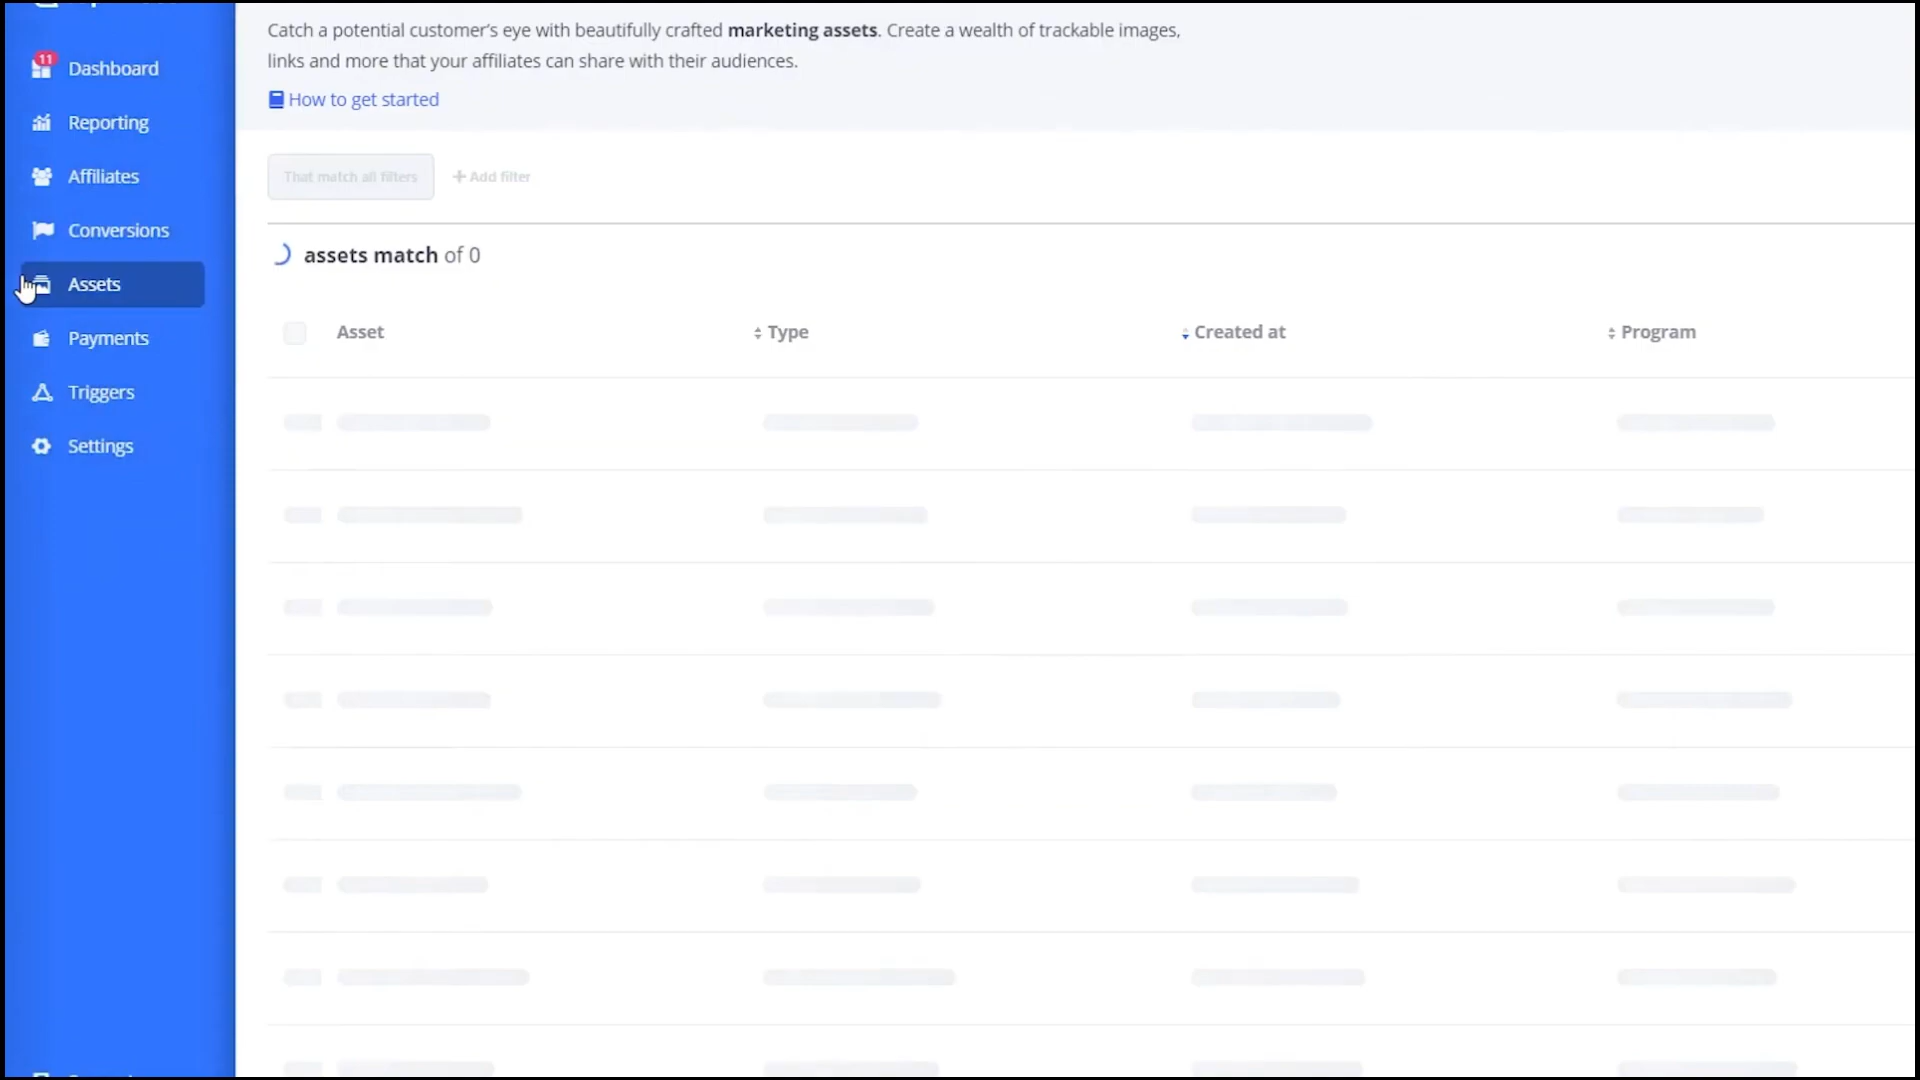 Catch a potential customer’s eye with beautifully crafted marketing assets. Create a wealth of trackable images,
links and more that your affiliates can share with their audiences.
How to get started
11
Dashboard
Reporting
Affiliates
Conversions
Assets
Payments
Triggers
Settings
That match all filters
+ Add filter
assets match of 0
Asset
Type
Created at
Program